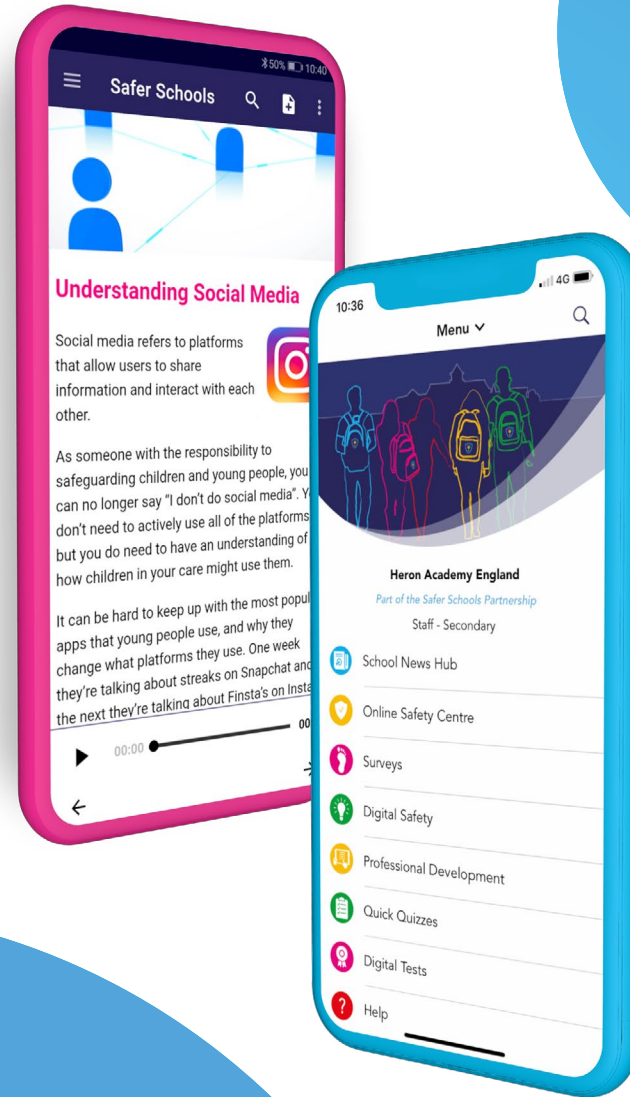 50% 10:40
Safer Schools
Understanding Social Media
Social media refers to platforms
that allow users to share
information and interact with each
other.
As someone with the responsibility to
safeguarding children and young people, you
can no longer say “I don’t do social media”. Y
don’t need to actively use all of the platforms
but you do need to have an understanding of
how children in your care might use them.
It can be hard to keep up with the most popul
apps that young people use, and why they
change what platforms they use. One week
they’re talking about streaks on Snapchat and
the next they’re talking about Finsta’s on Insta
00:00 00
10:36 4G
Menu
Heron Academy England
Part of the Safer Schools Partnership
Staff - Secondary
School News Hub
Online Safety Centre
Surveys
Digital Safety
Professional Development
Quick Quizzes
Digital Tests
? Help